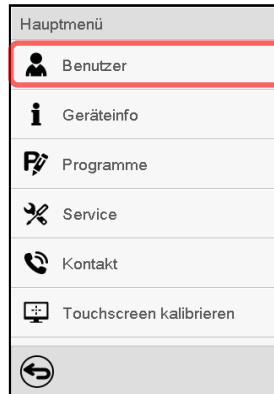 Hauptmenü
Benutzer
Geräteinfo
Programme
Service
Kontakt
Touchscreen kalibrieren